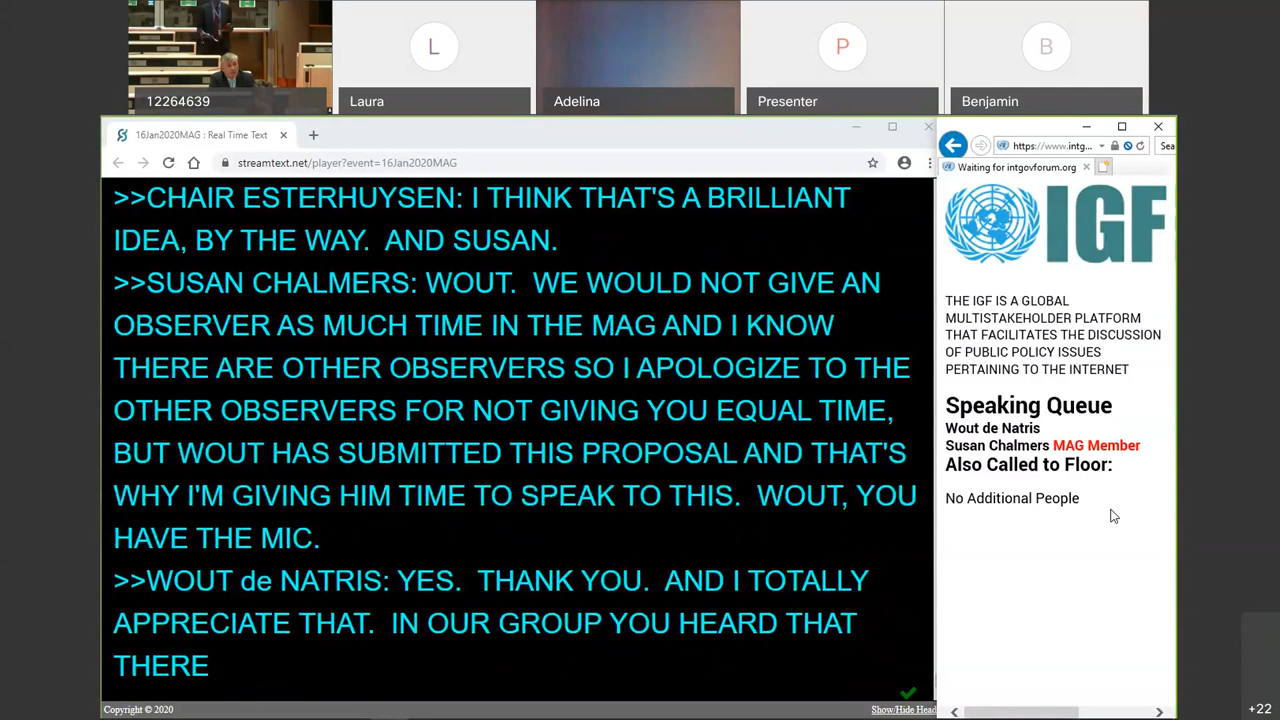 L
P
B
12264639
Laura
Adelina
Presenter
Benjamin
16Jan2020MAG : Real Time Text
streamtext.net/player?event=16Jan2020MAG
>>CHAIR ESTERHUYSEN: I THINK THAT'S A BRILLIANT
IDEA, BY THE WAY.  AND SUSAN.
>>SUSAN CHALMERS: WOUT.  WE WOULD NOT GIVE AN
OBSERVER AS MUCH TIME IN THE MAG AND I KNOW
THERE ARE OTHER OBSERVERS SO I APOLOGIZE TO THE
OTHER OBSERVERS FOR NOT GIVING YOU EQUAL TIME,
BUT WOUT HAS SUBMITTED THIS PROPOSAL AND THAT'S
WHY I'M GIVING HIM TIME TO SPEAK TO THIS.  WOUT, YOU
HAVE THE MIC.
>>WOUT de NATRIS: YES.  THANK YOU.  AND I TOTALLY
APPRECIATE THAT.  IN OUR GROUP YOU HEARD THAT
THERE
Copyright © 2020
Show/Hide Head
https://www.intg...
Sea
Waiting for intgovforum.org
IGF
THE IGF IS A GLOBAL
MULTISTAKEHOLDER PLATFORM
THAT FACILITATES THE DISCUSSION
OF PUBLIC POLICY ISSUES
PERTAINING TO THE INTERNET
Speaking Queue
Wout de Natris
Susan Chalmers MAG Member
Also Called to Floor:
No Additional People
+22